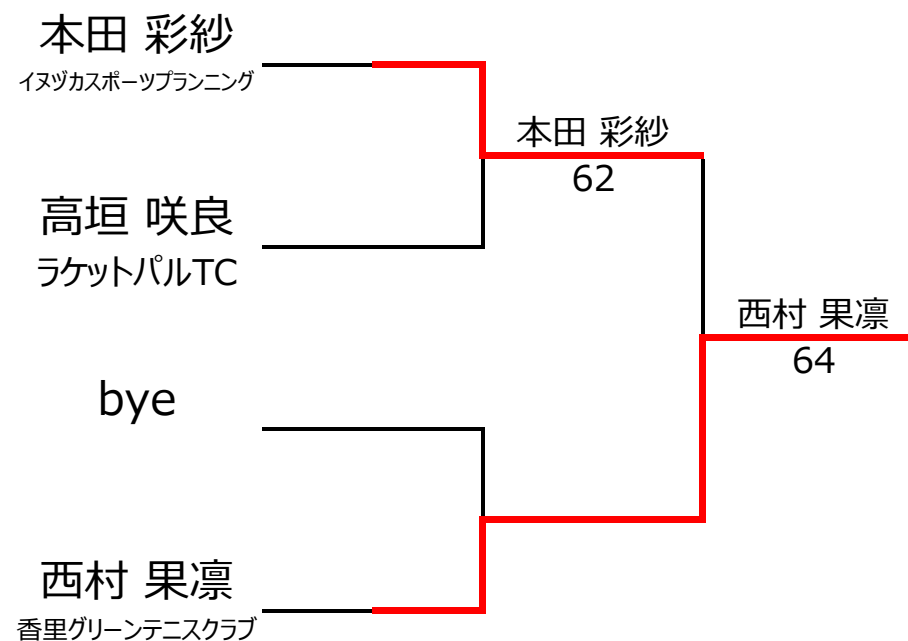 本田 彩紗
イヌヅカスポーツプランニング
本田 彩紗
62
高垣 咲良
ラケットパルTC
西村 果凛
64
bye
西村 果凛
香里グリーンテニスクラブ